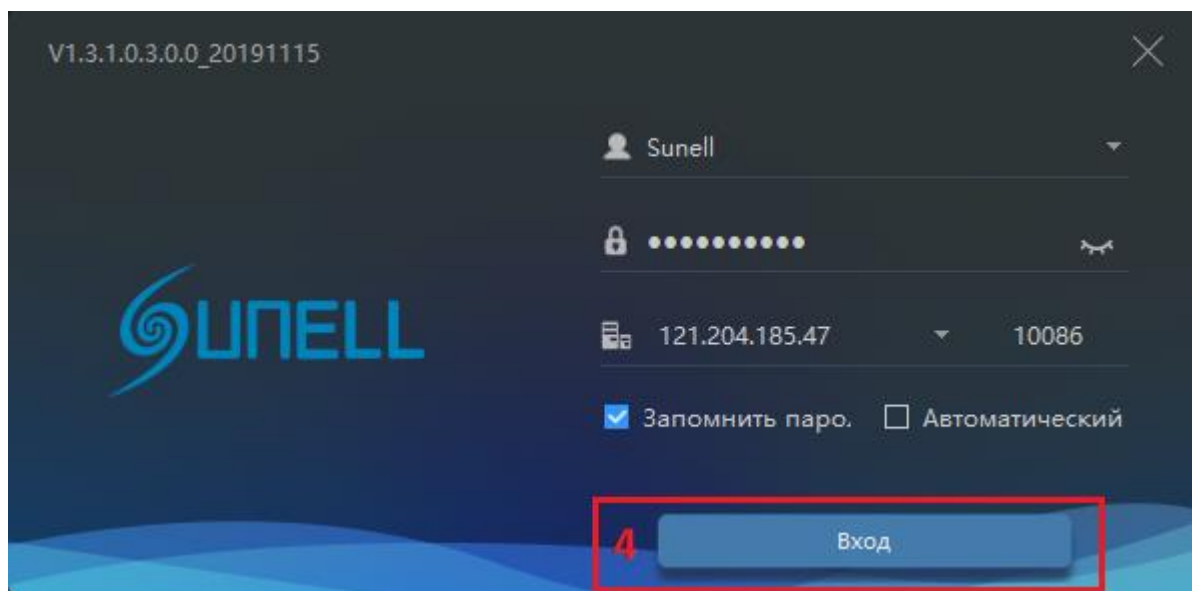 V1.3.1.0.3.0.0_20191115
Sunell
••••••••••
SUNELL
121.204.185.47 10086
Запомнить паро. Автоматический
4 Вход